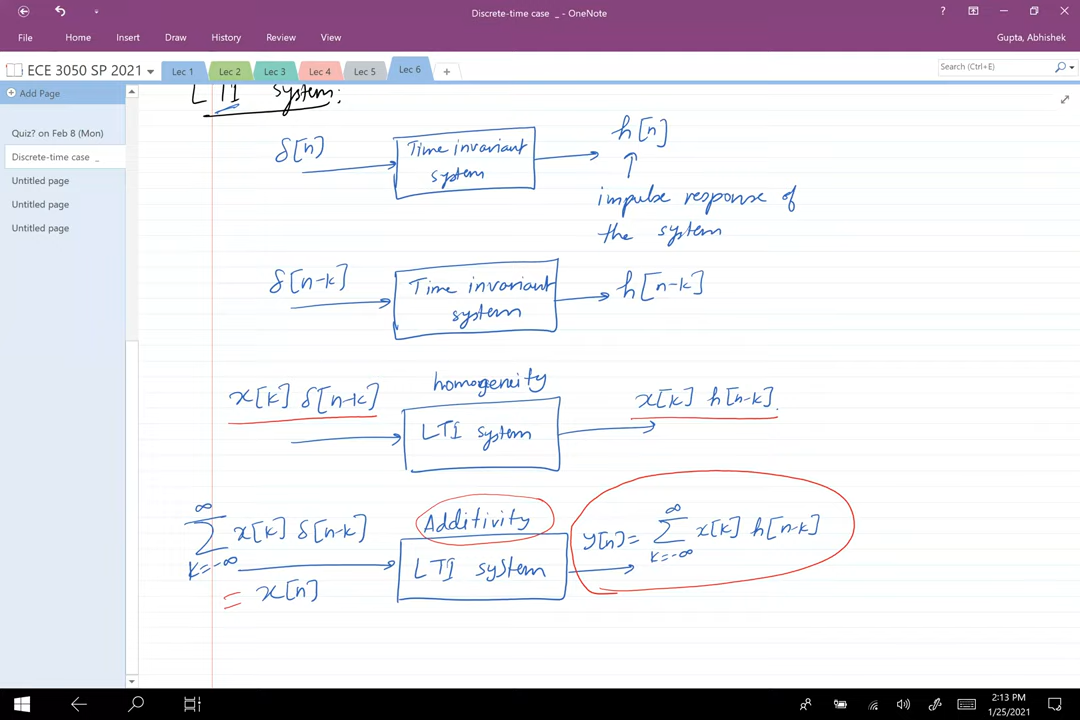 Discrete-time case _ - OneNote
?
Gupta, Abhishek
File Home Insert Draw History Review View
ECE 3050 SP 2021
Lec 1 Lec 2 Lec 3 Lec 4 Lec 5 Lec 6 +
Search (Ctrl+E)
Add Page
Quiz? on Feb 8 (Mon)
Discrete-time case _
Untitled page
Untitled page
Untitled page
LTI system:
δ[n] Time invariant system h[n]
↑
impulse response of
the system
δ[n-k] Time invariant system h[n-k]
homogeneity
x[k] δ[n-k] LTI system x[k] h[n-k].
Additivity
∞ ∑ k=-∞ x[k] δ[n-k] LTI system y[n] = ∞ ∑ k=-∞ x[k] h[n-k]
= x[n]
2:13 PM
1/25/2021